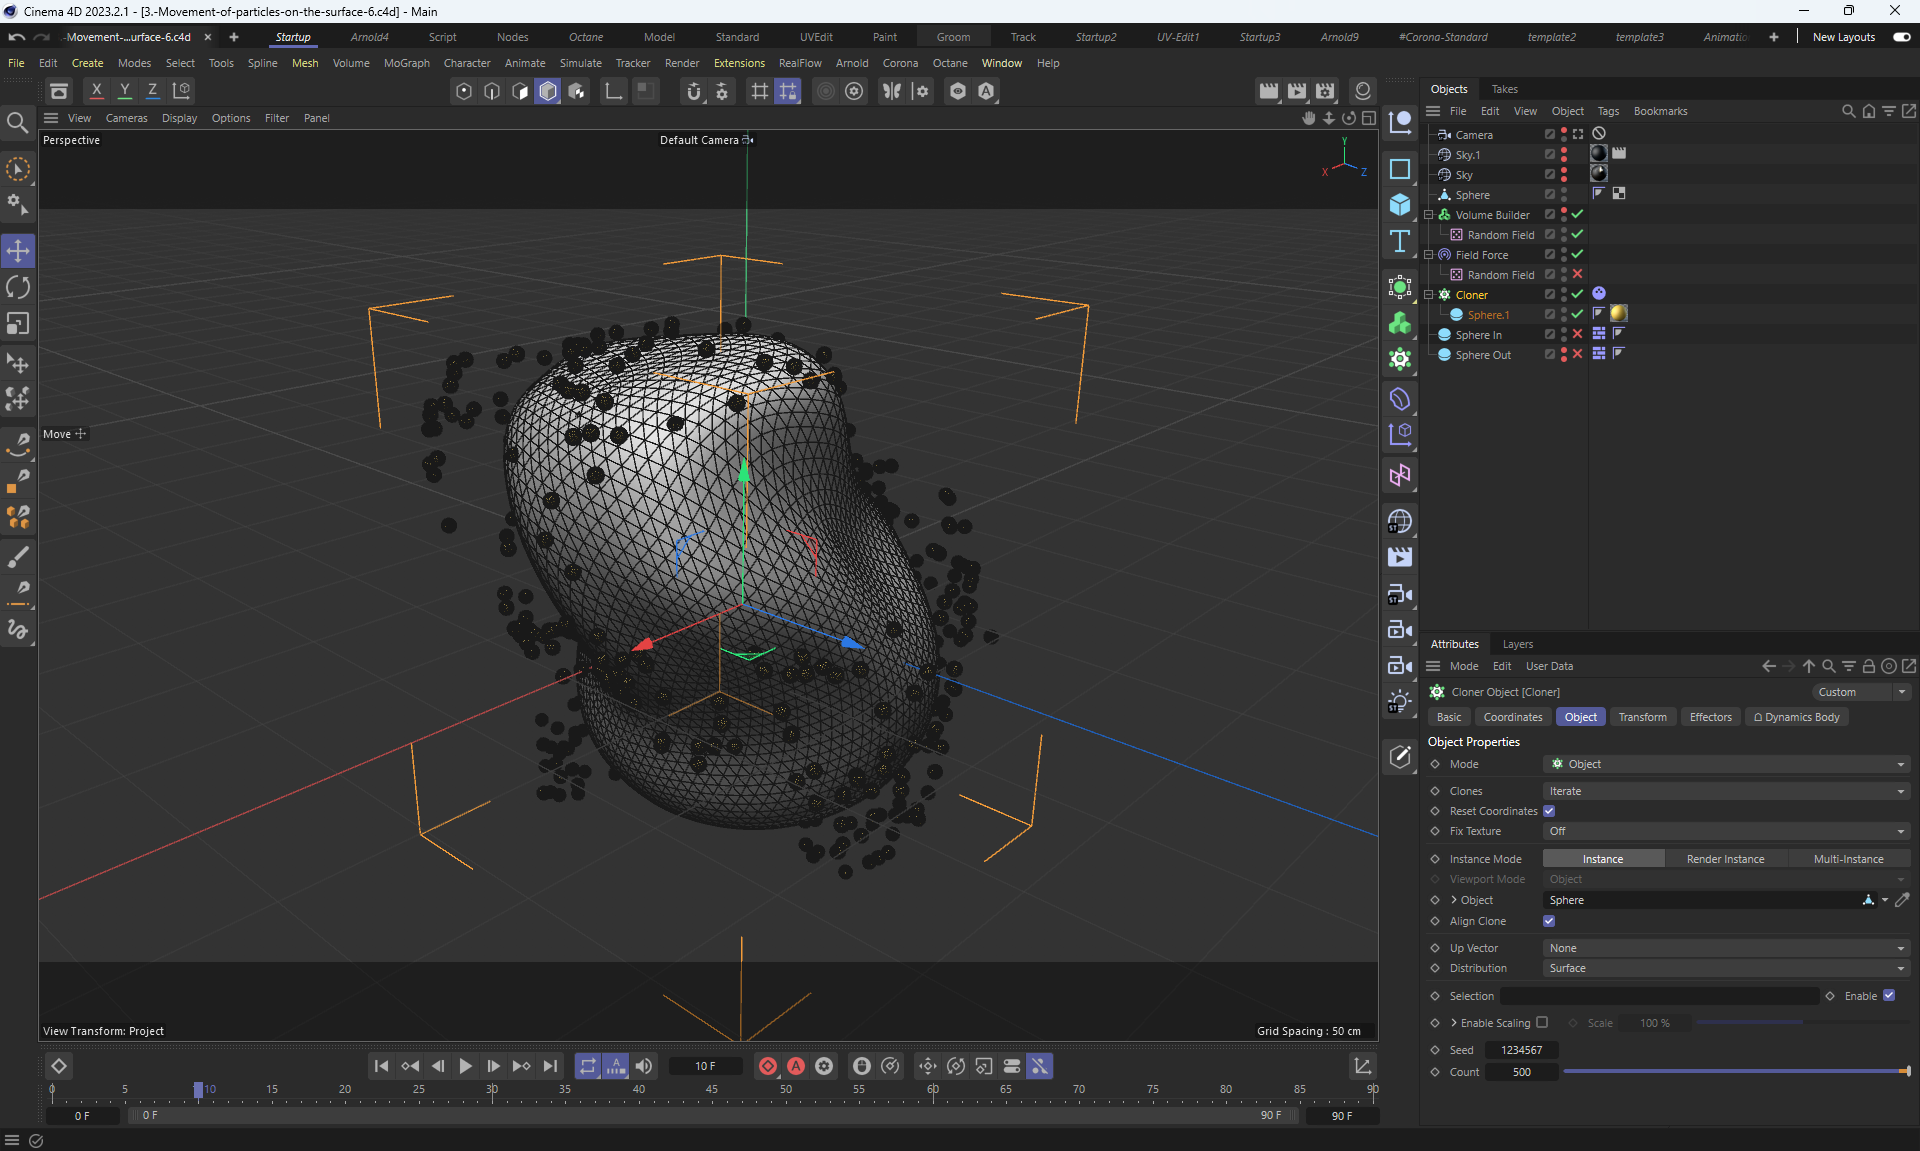 Cinema 4D 2023.2.1 - [3.-Movement-of-particles-on-the-surface-6.c4d] - Main
-Movement-...urface-6.c4d × + Startup Arnold4 Script Nodes Octane Model Standard UVEdit Paint Groom Track Startup2 UV-Edit1 Startup3 Arnold9 #Corona-Standard template2 template3 Animatio + New Layouts
File Edit Create Modes Select Tools Spline Mesh Volume MoGraph Character Animate Simulate Tracker Render Extensions RealFlow Arnold Corona Octane Window Help
X Y Z
Objects Takes
View Cameras Display Options Filter Panel
File Edit View Object Tags Bookmarks
Perspective
Default Camera
Y
X Z
Camera
Sky.1
Sky
Sphere
Volume Builder
Random Field
Field Force
Random Field
Cloner
Sphere.1
Sphere In
Sphere Out
Move
Attributes Layers
Mode Edit User Data
Cloner Object [Cloner] Custom
Basic Coordinates Object Transform Effectors Dynamics Body
Object Properties
Mode Object
Clones Iterate
Reset Coordinates
Fix Texture Off
Instance Mode Instance Render Instance Multi-Instance
Viewport Mode Object
Object Sphere
Align Clone
Up Vector None
Distribution Surface
Selection Enable
Enable Scaling Scale 100 %
Seed 1234567
Count 500
View Transform: Project
Grid Spacing : 50 cm
10 F
0 5 10 15 20 25 30 35 40 45 50 55 60 65 70 75 80 85 90
0 F 0 F 90 F 90 F